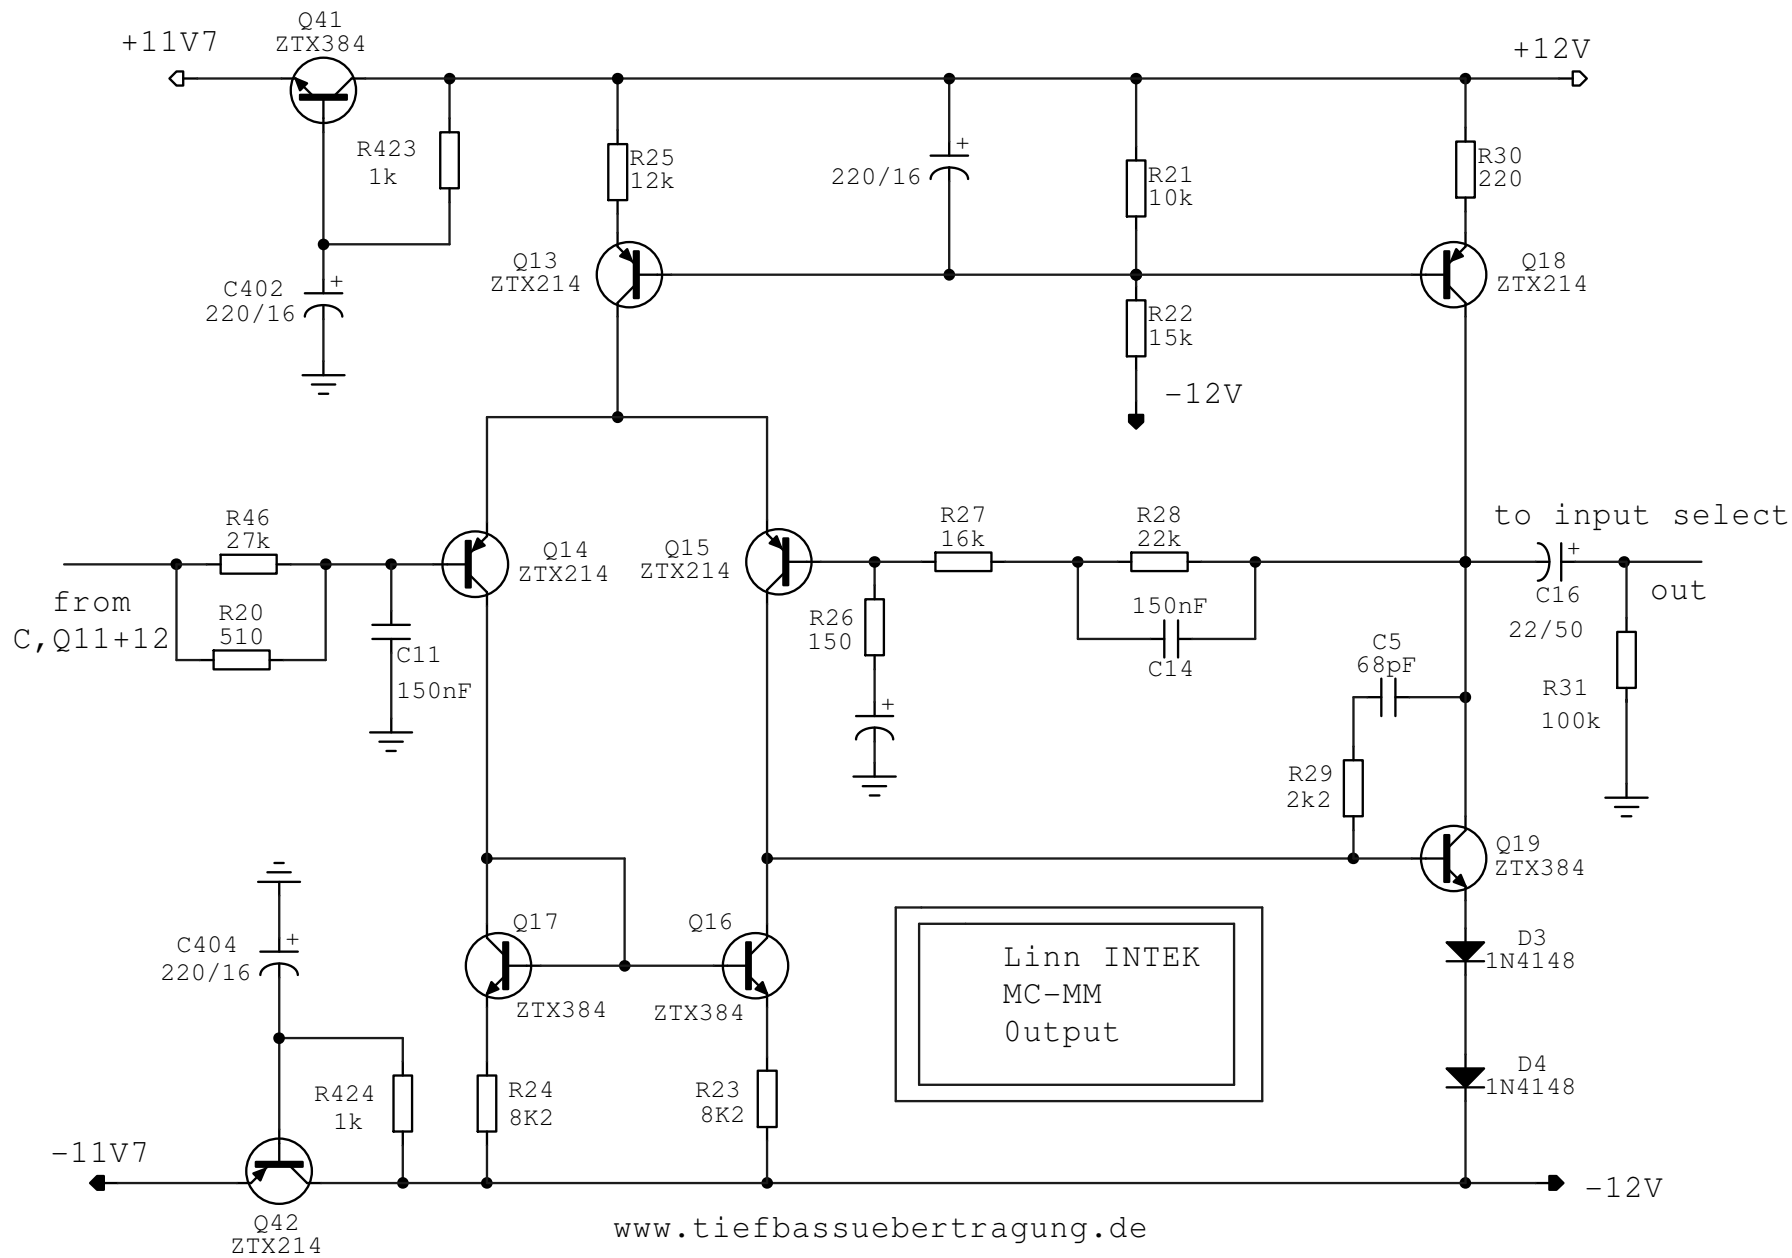 Q41
ZTX384
+11V7
+12V
R423
1k
R25
12k
+
220/16
R21
10k
R30
220
Q13
ZTX214
Q18
ZTX214
C402
220/16
+
R22
15k
-12V
R46
27k
Q14
ZTX214
Q15
ZTX214
R27
16k
R28
22k
to input select
+
C16
22/50
out
from
C,Q11+12
R20
510
C11
150nF
R26
150
+
150nF
C14
C5
68pF
R31
100k
R29
2k2
Q19
ZTX384
C404
220/16
+
Q17
ZTX384
Q16
ZTX384
Linn INTEK
MC-MM
0utput
D3
1N4148
D4
1N4148
R424
1k
R24
8K2
R23
8K2
-11V7
-12V
Q42
ZTX214
www.tiefbassuebertragung.de